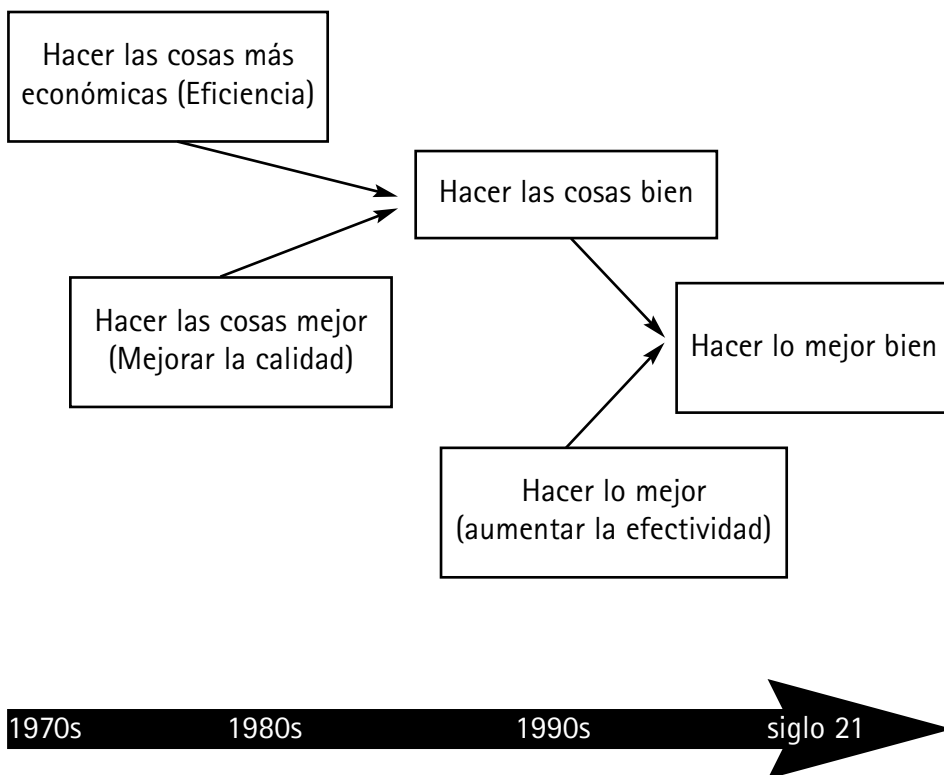 Hacer las cosas más
económicas (Eficiencia)
Hacer las cosas bien
Hacer las cosas mejor
(Mejorar la calidad)
Hacer lo mejor bien
Hacer lo mejor
(aumentar la efectividad)
1970s 1980s 1990s siglo 21